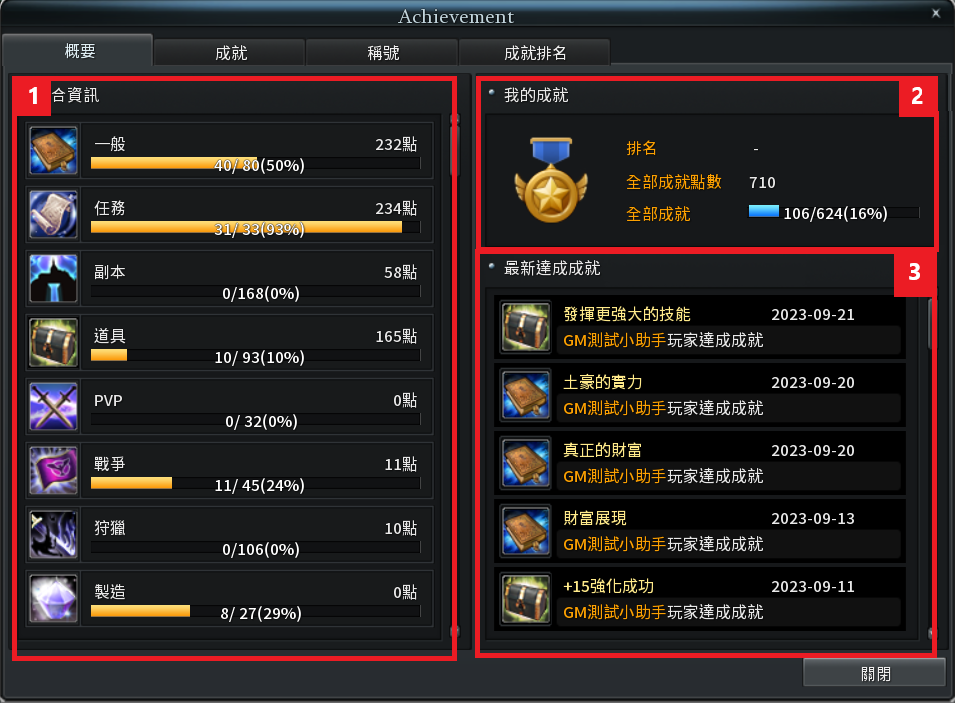 Achievement
概要
成就
稱號
成就排名
1
合資訊
一般
232點
40/ 80(50%)
任務
234點
31/ 33(93%)
副本
58點
0/168(0%)
道具
165點
10/ 93(10%)
PVP
0點
0/ 32(0%)
戰爭
11點
11/ 45(24%)
狩獵
10點
0/106(0%)
製造
0點
8/ 27(29%)
我的成就
2
排名
-
全部成就點數
710
全部成就
106/624(16%)
最新達成成就
3
發揮更強大的技能
2023-09-21
GM測試小助手玩家達成成就
土豪的實力
2023-09-20
GM測試小助手玩家達成成就
真正的財富
2023-09-20
GM測試小助手玩家達成成就
財富展現
2023-09-13
GM測試小助手玩家達成成就
+15強化成功
2023-09-11
GM測試小助手玩家達成成就
關閉